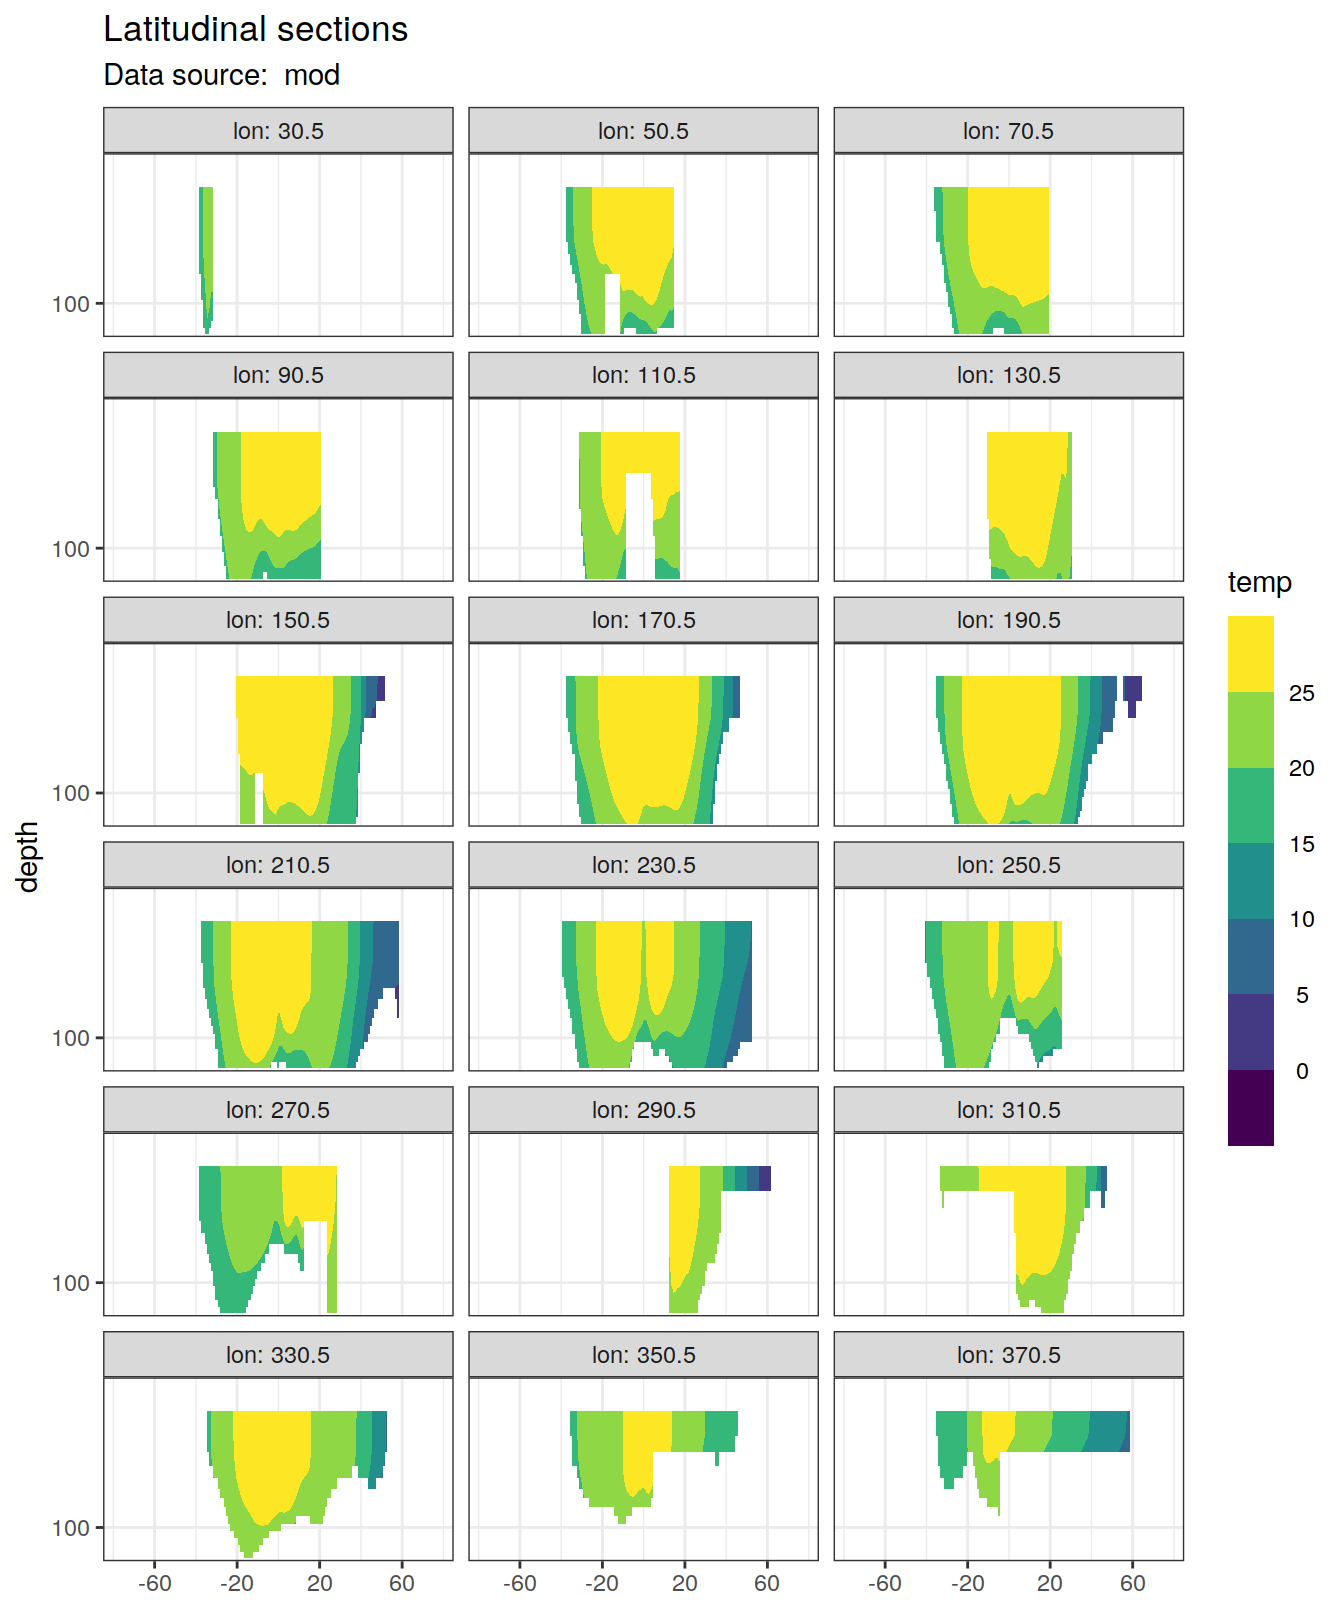 Latitudinal sections
Data source:  mod
lon: 30.5
lon: 50.5
lon: 70.5
100
lon: 90.5
lon: 110.5
lon: 130.5
100
lon: 150.5
lon: 170.5
lon: 190.5
100
lon: 210.5
lon: 230.5
lon: 250.5
100
lon: 270.5
lon: 290.5
lon: 310.5
100
lon: 330.5
lon: 350.5
lon: 370.5
100
-60 -20 20 60
-60 -20 20 60
-60 -20 20 60
depth
temp
25
20
15
10
5
0